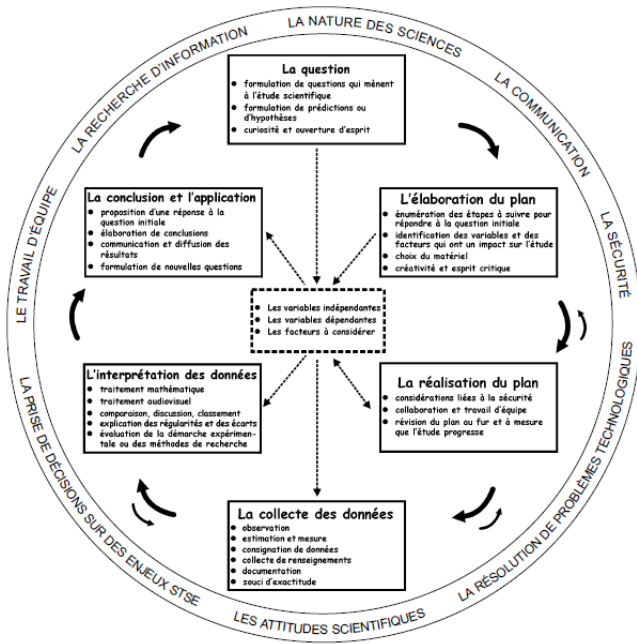 LA NATURE DES SCIENCES
LA COMMUNICATION
LA SÉCURITÉ
LA RÉSOLUTION DE PROBLÈMES TECHNOLOGIQUES
LES ATTITUDES SCIENTIFIQUES
LA PRISE DE DÉCISIONS SUR DES ENJEUX STSE
LE TRAVAIL D'ÉQUIPE
LA RECHERCHE D'INFORMATION
La question
• formulation de questions qui mènent
à l'étude scientifique
• formulation de prédictions ou
d'hypothèses
• curiosité et ouverture d'esprit
L'élaboration du plan
• énumération des étapes à suivre pour
répondre à la question initiale
• identification des variables et des
facteurs qui ont un impact sur l'étude
• choix du matériel
• créativité et esprit critique
La réalisation du plan
• considérations liées à la sécurité
• collaboration et travail d'équipe
• révision du plan au fur et à mesure
que l'étude progresse
La collecte des données
• observation
• estimation et mesure
• consignation de données
• collecte de renseignements
• documentation
• souci d'exactitude
L'interprétation des données
• traitement mathématique
• traitement audiovisuel
• comparaison, discussion, classement
• explication des régularités et des écarts
• évaluation de la démarche expérimen-
tale ou des méthodes de recherche
La conclusion et l'application
• proposition d'une réponse à la
question initiale
• élaboration de conclusions
• communication et diffusion des
résultats
• formulation de nouvelles questions
• Les variables indépendantes
• Les variables dépendantes
• Les facteurs à considérer